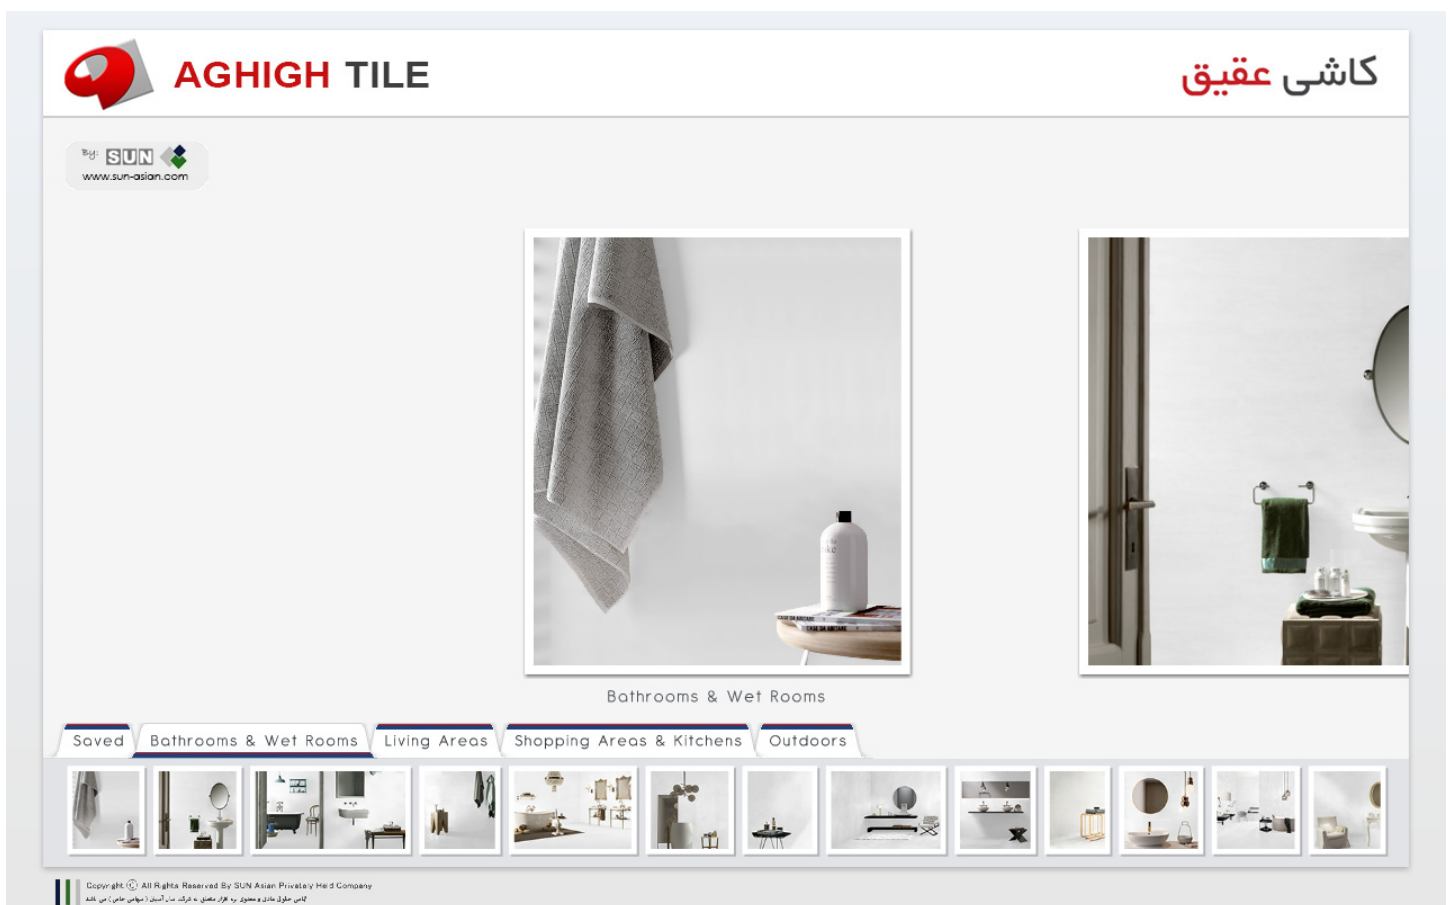 AGHIGH TILE
کاشی عقیق
By: SUN
www.sun-asian.com
Bathrooms & Wet Rooms
Saved
Bathrooms & Wet Rooms
Living Areas
Shopping Areas & Kitchens
Outdoors
Copyright © All Rights Reserved By SUN Asian Privately Held Company